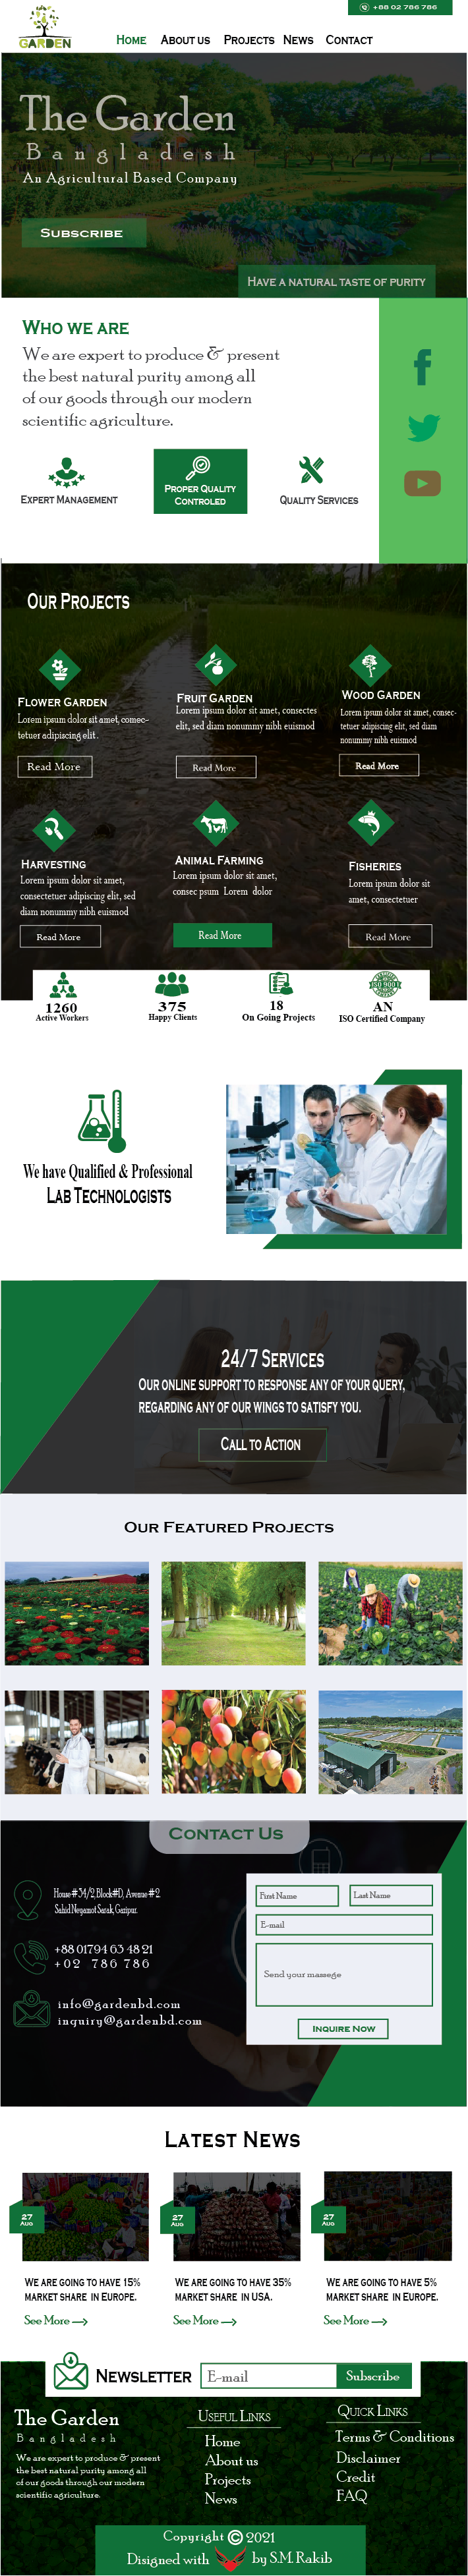 +88 02 786 786
GARDEN
Home About us Projects News Contact
The Garden
Bangladesh
An Agricultural Based Company
Subscribe
Have a natural taste of purity
Who we are
We are expert to produce & present
the best natural purity among all
of our goods through our modern
scientific agriculture.
Expert Management
Proper Quality
Controled
Quality Services
Our Projects
Flower Garden
Lorem ipsum dolor sit amet, consec-
tetuer adipiscing elit.
Read More
Fruit Garden
Lorem ipsum dolor sit amet, consectes
elit, sed diam nonummy nibh euismod
Read More
Wood Garden
Lorem ipsum dolor sit amet, consec-
tetuer adipiscing elit, sed diam
nonummy nibh euismod
Read More
Harvesting
Lorem ipsum dolor sit amet,
consectetuer adipiscing elit, sed
diam nonummy nibh euismod
Read More
Animal Farming
Lorem ipsum dolor sit amet,
consec psum Lorem dolor
Read More
Fisheries
Lorem ipsum dolor sit
amet, consectetuer
Read More
1260
Active Workers
375
Happy Clients
18
On Going Projects
ISO 9001
AN
ISO Certified Company
We have Qualified & Professional
Lab Technologists
24/7 Services
Our online support to response any of your query,
regarding any of our wings to satisfy you.
Call to Action
Our Featured Projects
Contact Us
House #54/2, Block#D, Avenue #2.
+88 01794 63 48 21
+02 786 786
info@gardenbd.com
inquiry@gardenbd.com
First Name
Last Name
E-mail
Send your massege
Inquire Now
Latest News
27
Aug
We are going to have 15%
market share in Europe.
See More
27
Aug
We are going to have 35%
market share in USA.
See More
27
Aug
We are going to have 5%
market share in Europe.
See More
Newsletter
E-mail
Subscribe
The Garden
Bangladesh
We are expert to produce & present
the best natural purity among all
of our goods through our modern
scientific agriculture.
Useful Links
Home
About us
Projects
News
Quick Links
Terms & Conditions
Disclaimer
Credit
FAQ
Copyright © 2021
Disigned with by S.M. Rakib